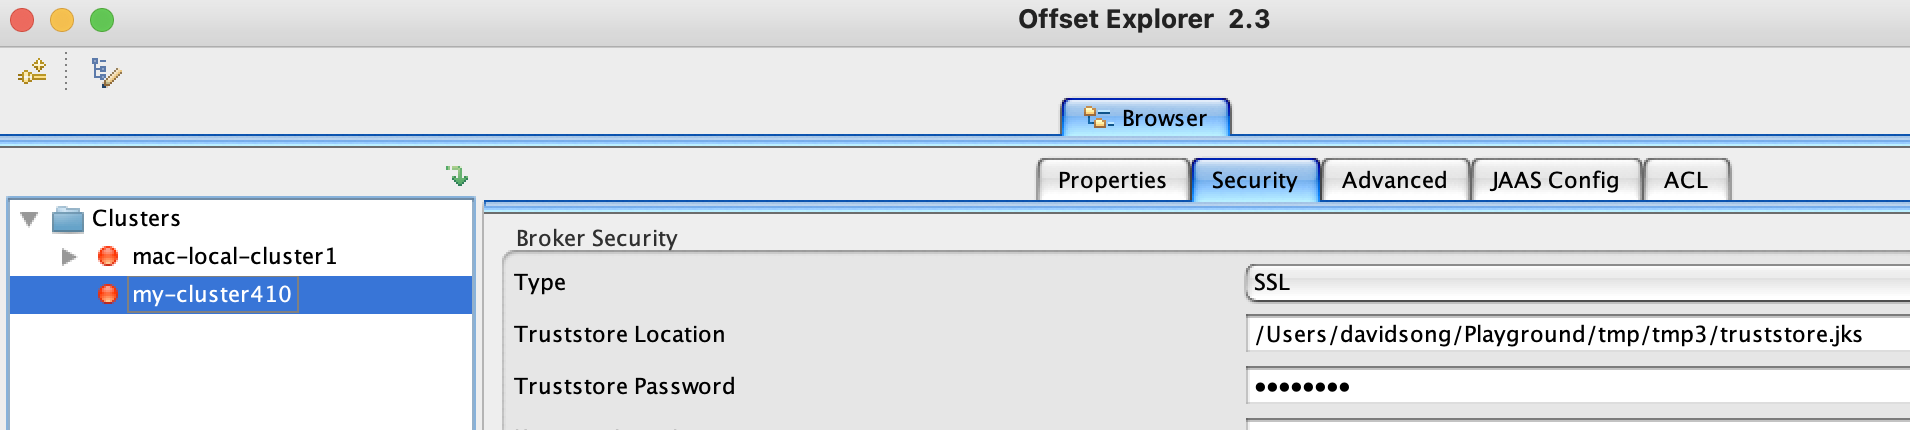 Offset Explorer 2.3
Browser
Properties
Security
Advanced
JAAS Config
ACL
Clusters
mac-local-cluster1
my-cluster410
Broker Security
Type
SSL
Truststore Location
/Users/davidsong/Playground/tmp/tmp3/truststore.jks
Truststore Password
••••••••